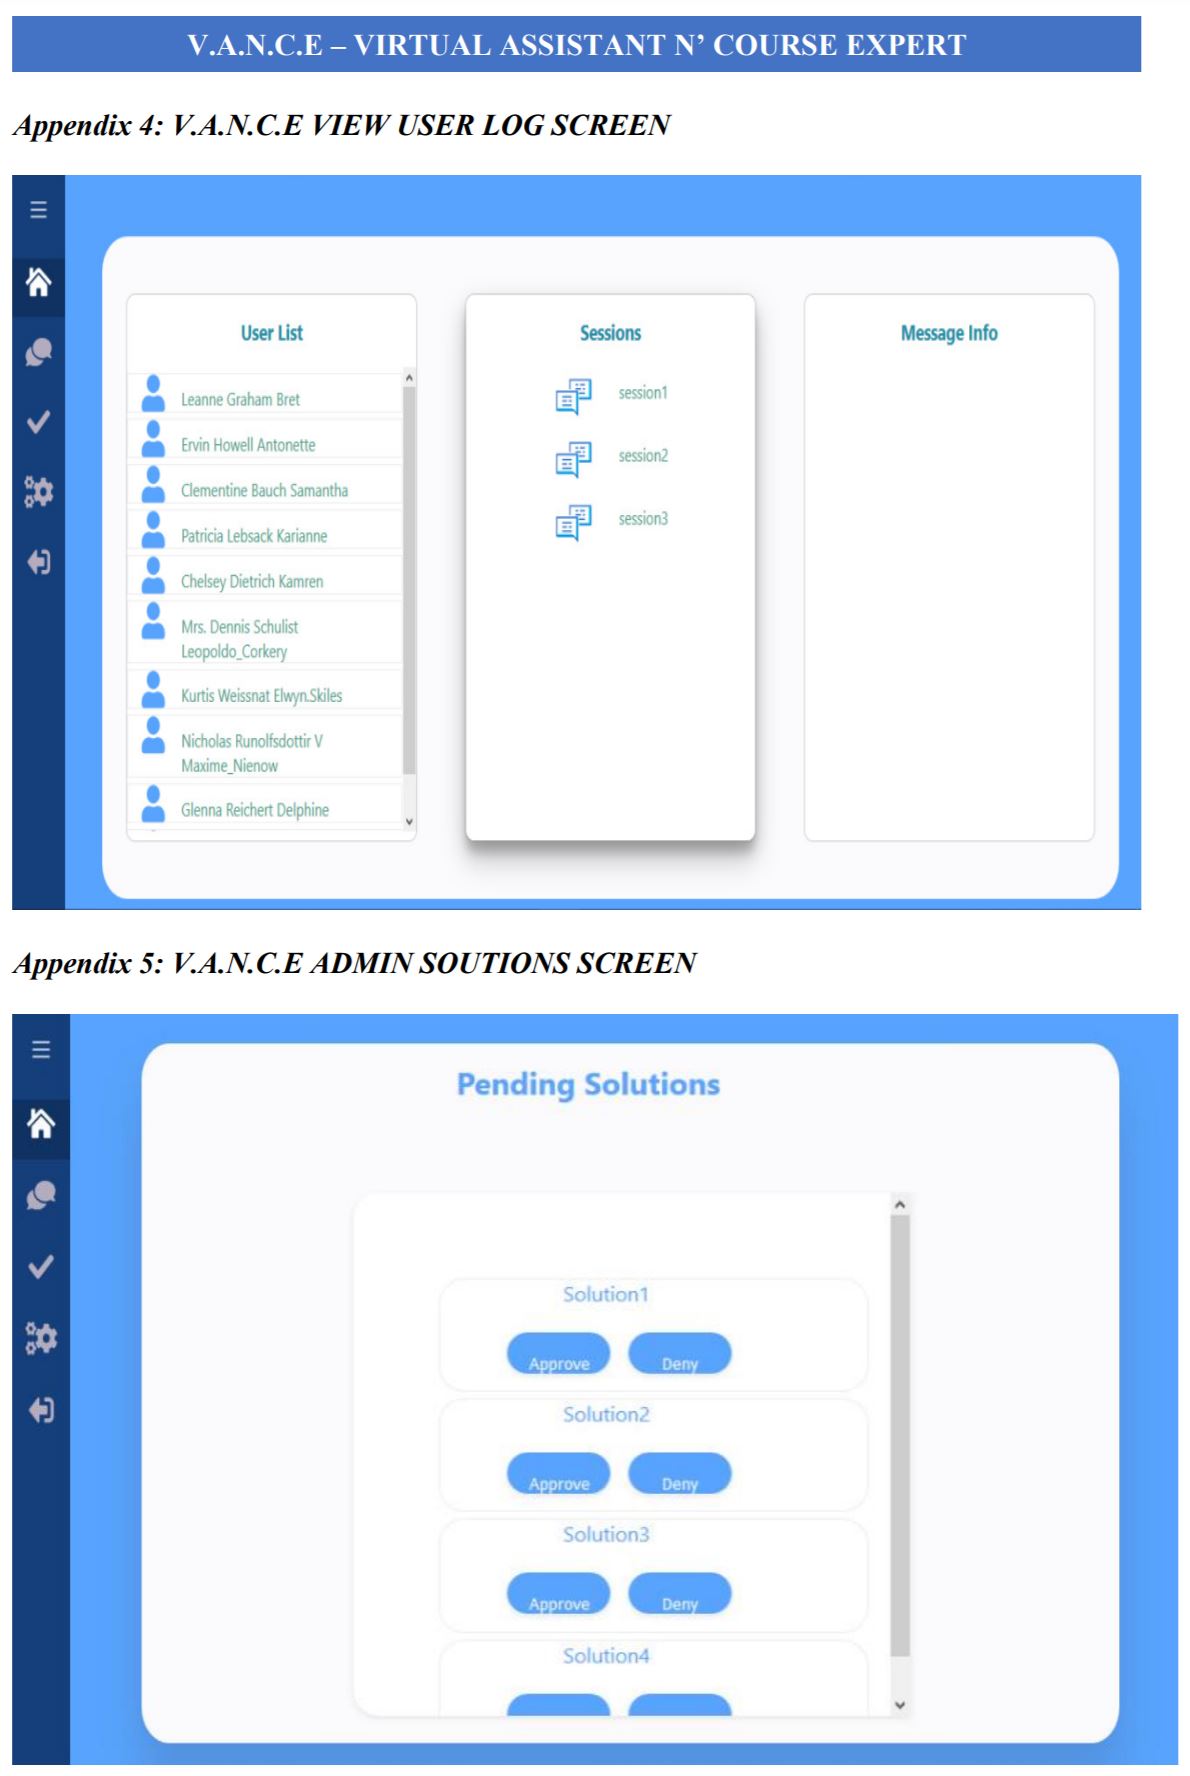 V.A.N.C.E – VIRTUAL ASSISTANT N’ COURSE EXPERT
Appendix 4: V.A.N.C.E VIEW USER LOG SCREEN
User List
Leanne Graham Bret
Ervin Howell Antonette
Clementine Bauch Samantha
Patricia Lebsack Karianne
Chelsey Dietrich Kamren
Mrs. Dennis Schulist
Leopoldo_Corkery
Kurtis Weissnat Elwyn.Skiles
Nicholas Runolfsdottir V
Maxime_Nienow
Glenna Reichert Delphine
Sessions
session1
session2
session3
Message Info
Appendix 5: V.A.N.C.E ADMIN SOUTIONS SCREEN
Pending Solutions
Solution1
Approve Deny
Solution2
Approve Deny
Solution3
Approve Deny
Solution4